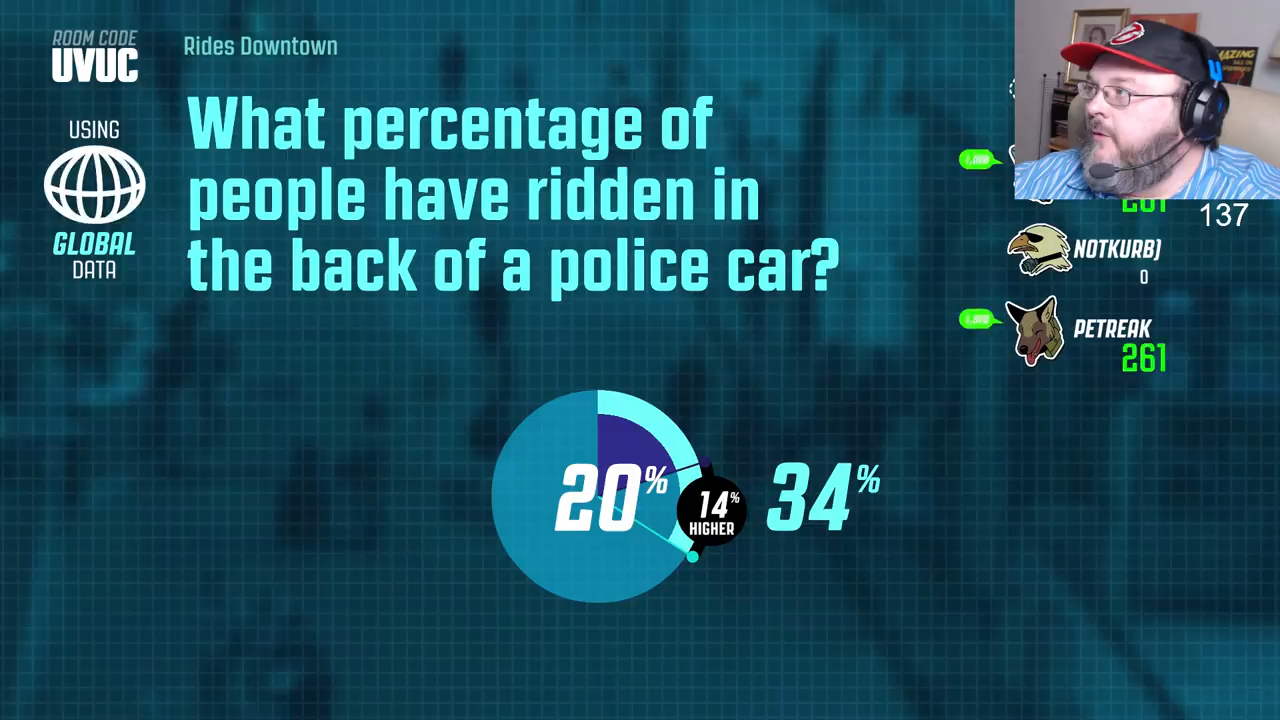 ROOM CODE
UVUC
Rides Downtown
What percentage of
people have ridden in
the back of a police car?
USING
GLOBAL
DATA
AMAZING
137
NOTKURBJ
0
PETREAK
261
20%
14%
HIGHER
34%